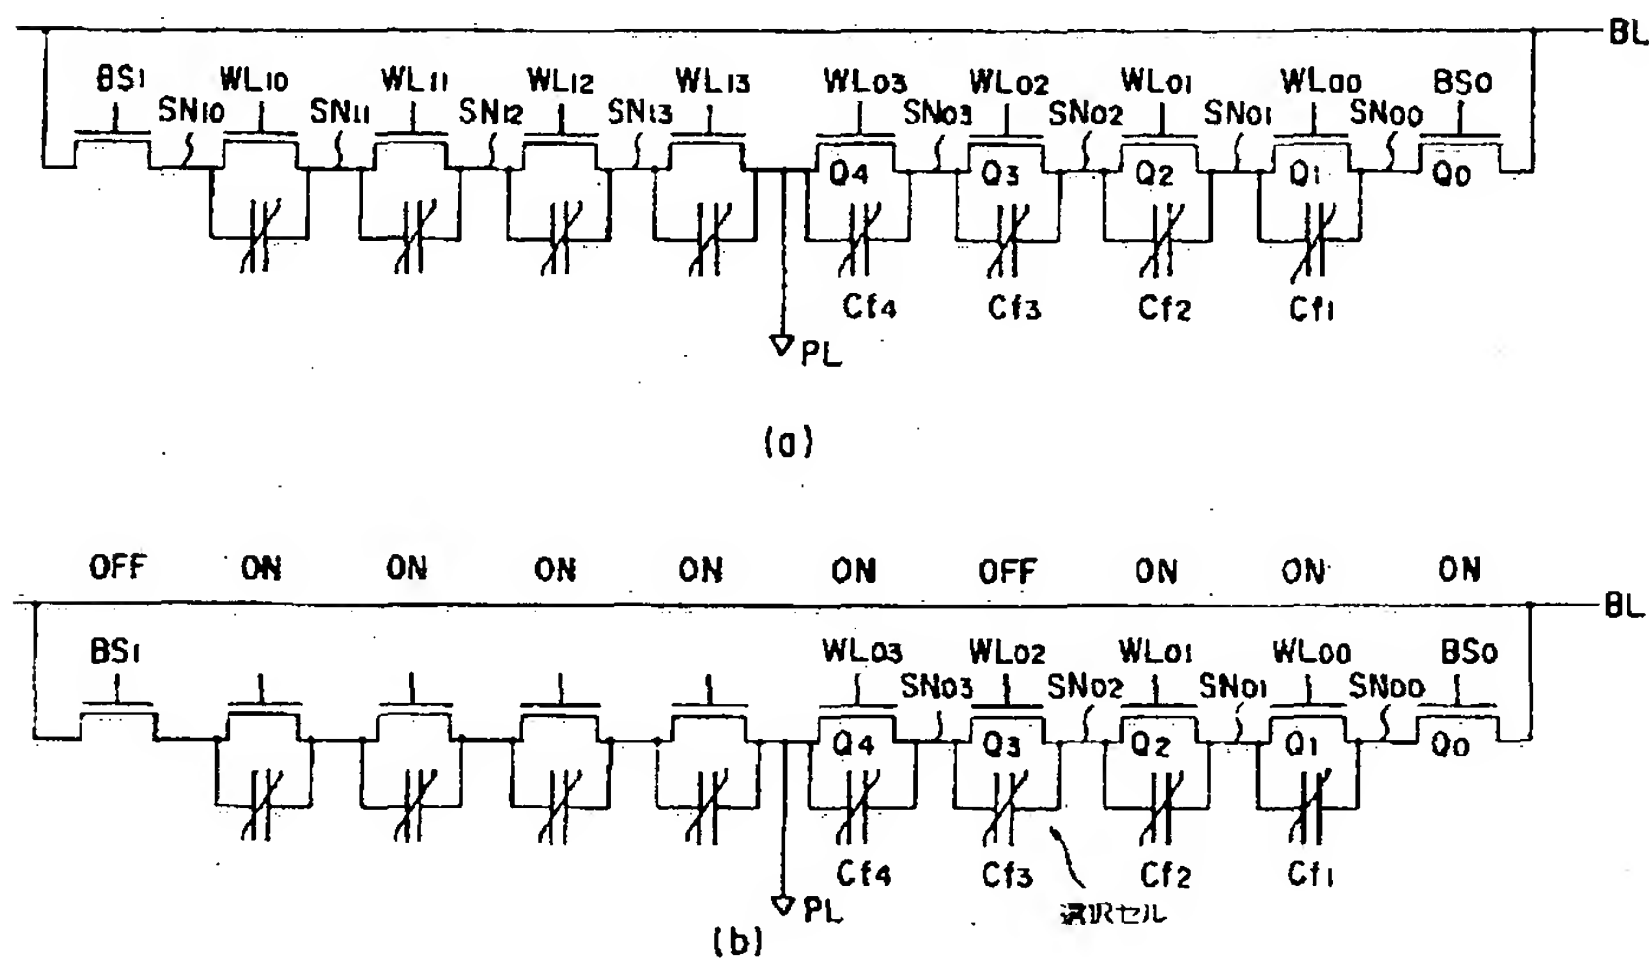 BL
BS1 WL10 WL11 WL12 WL13 WL03 WL02 WL01 WL00 BS0
SN10 SN11 SN12 SN13 SN03 SN02 SN01 SN00
Q4 Q3 Q2 Q1 Q0
Cf4 Cf3 Cf2 Cf1
PL
(a)
OFF ON ON ON ON ON OFF ON ON ON
BL
BS1 WL03 WL02 WL01 WL00 BS0
SN03 SN02 SN01 SN00
Q4 Q3 Q2 Q1 Q0
Cf4 Cf3 Cf2 Cf1
PL
選択セル
(b)